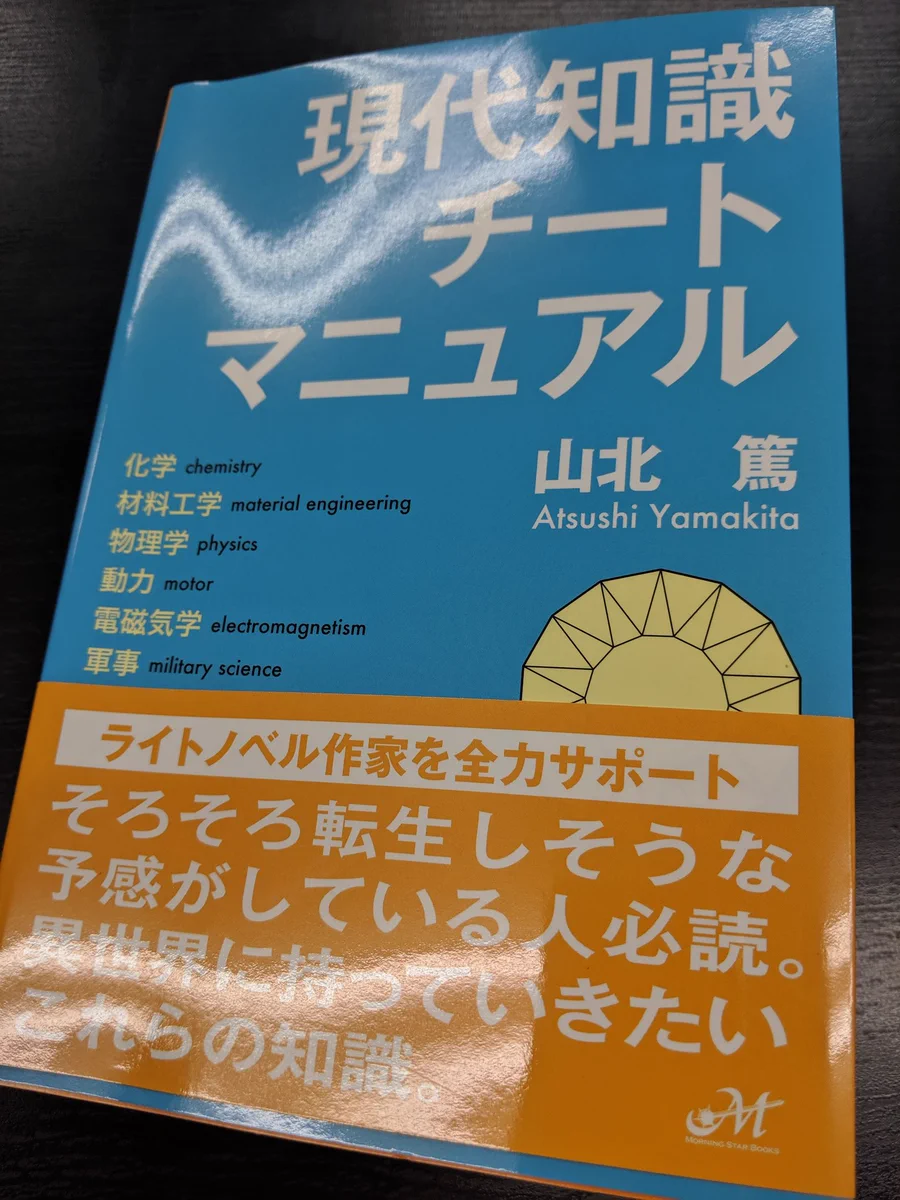 現代知識
チート
マニュアル
山北 篤
Atsushi Yamakita
化学 chemistry
材料工学 material engineering
物理学 physics
動力 motor
電磁気学 electromagnetism
軍事 military science
ライトノベル作家を全力サポート
そろそろ転生しそうな
予感がしている人必読。
異世界に持っていきたい
これらの知識。
M
MORNING STAR BOOKS